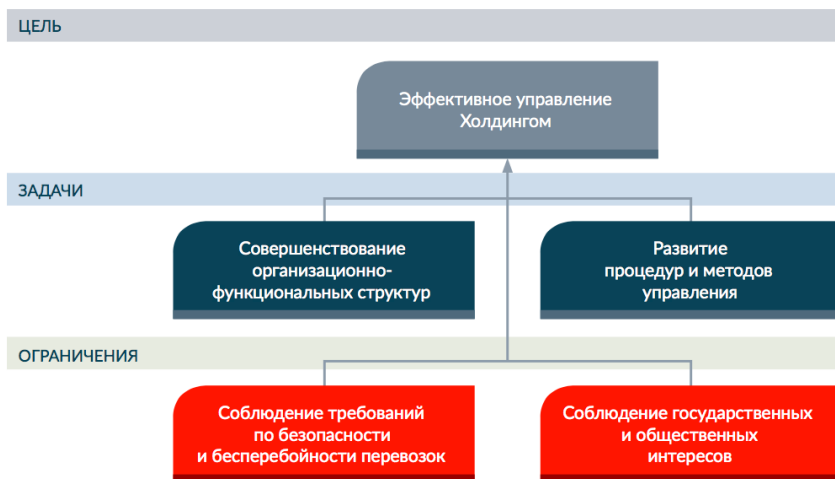 ЦЕЛЬ
Эффективное управление
Холдингом
ЗАДАЧИ
Совершенствование
организационно-
функциональных структур
Развитие
процедур и методов
управления
ОГРАНИЧЕНИЯ
Соблюдение требований
по безопасности
и бесперебойности перевозок
Соблюдение государственных
и общественных
интересов